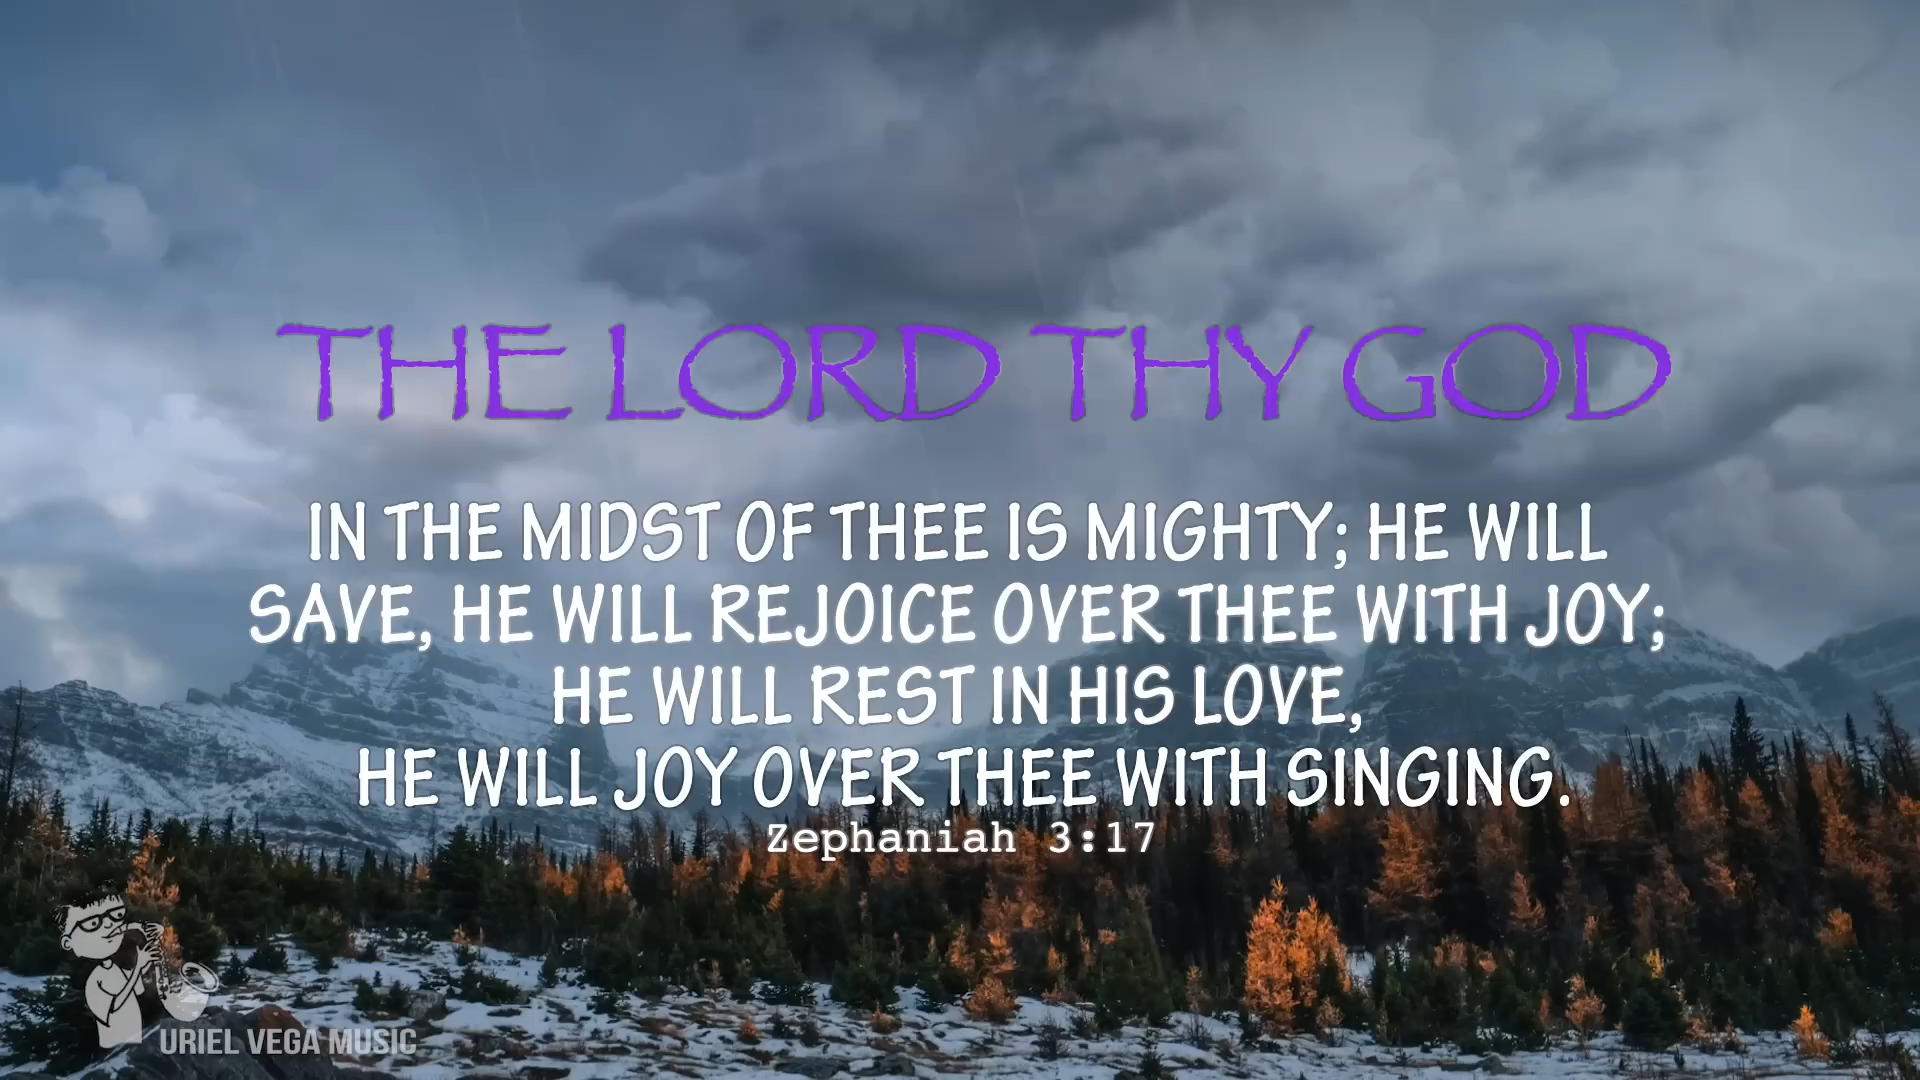 THE LORD THY GOD
IN THE MIDST OF THEE IS MIGHTY; HE WILL
SAVE, HE WILL REJOICE OVER THEE WITH JOY;
HE WILL REST IN HIS LOVE,
HE WILL JOY OVER THEE WITH SINGING.
Zephaniah 3:17
URIEL VEGA MUSIC